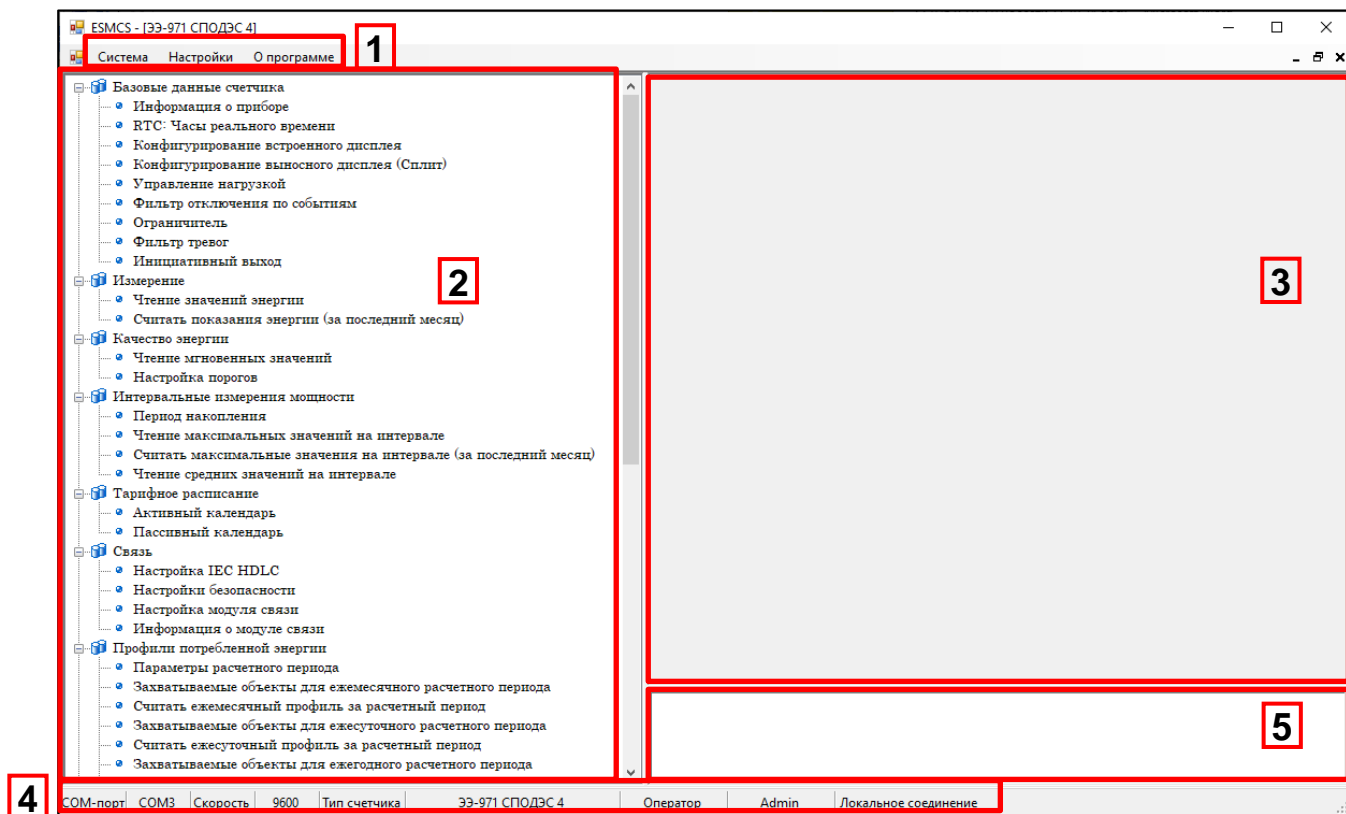 ESMCS - [ЭЭ-971 СПОДЭС 4]
Система Настройки О программе
1
Базовые данные счетчика
Информация о приборе
RTC: Часы реального времени
Конфигурирование встроенного дисплея
Конфигурирование выносного дисплея (Сплит)
Управление нагрузкой
Фильтр отключения по событиям
Ограничитель
Фильтр тревог
Инициативный выход
2
3
Измерение
Чтение значений энергии
Считать показания энергии (за последний месяц)
Качество энергии
Чтение мгновенных значений
Настройка порогов
Интервальные измерения мощности
Период накопления
Чтение максимальных значений на интервале
Считать максимальные значения на интервале (за последний месяц)
Чтение средних значений на интервале
Тарифное расписание
Активный календарь
Пассивный календарь
Связь
Настройка IEC HDLC
Настройки безопасности
Настройка модуля связи
Информация о модуле связи
Профили потребленной энергии
Параметры расчетного периода
Захватываемые объекты для ежемесячного расчетного периода
Считать ежемесячный профиль за расчетный период
Захватываемые объекты для ежесуточного расчетного периода
Считать ежесуточный профиль за расчетный период
Захватываемые объекты для ежегодного расчетного периода
5
4
COM-порт COM3 Скорость 9600 Тип счетчика ЭЭ-971 СПОДЭС 4 Оператор Admin Локальное соединение